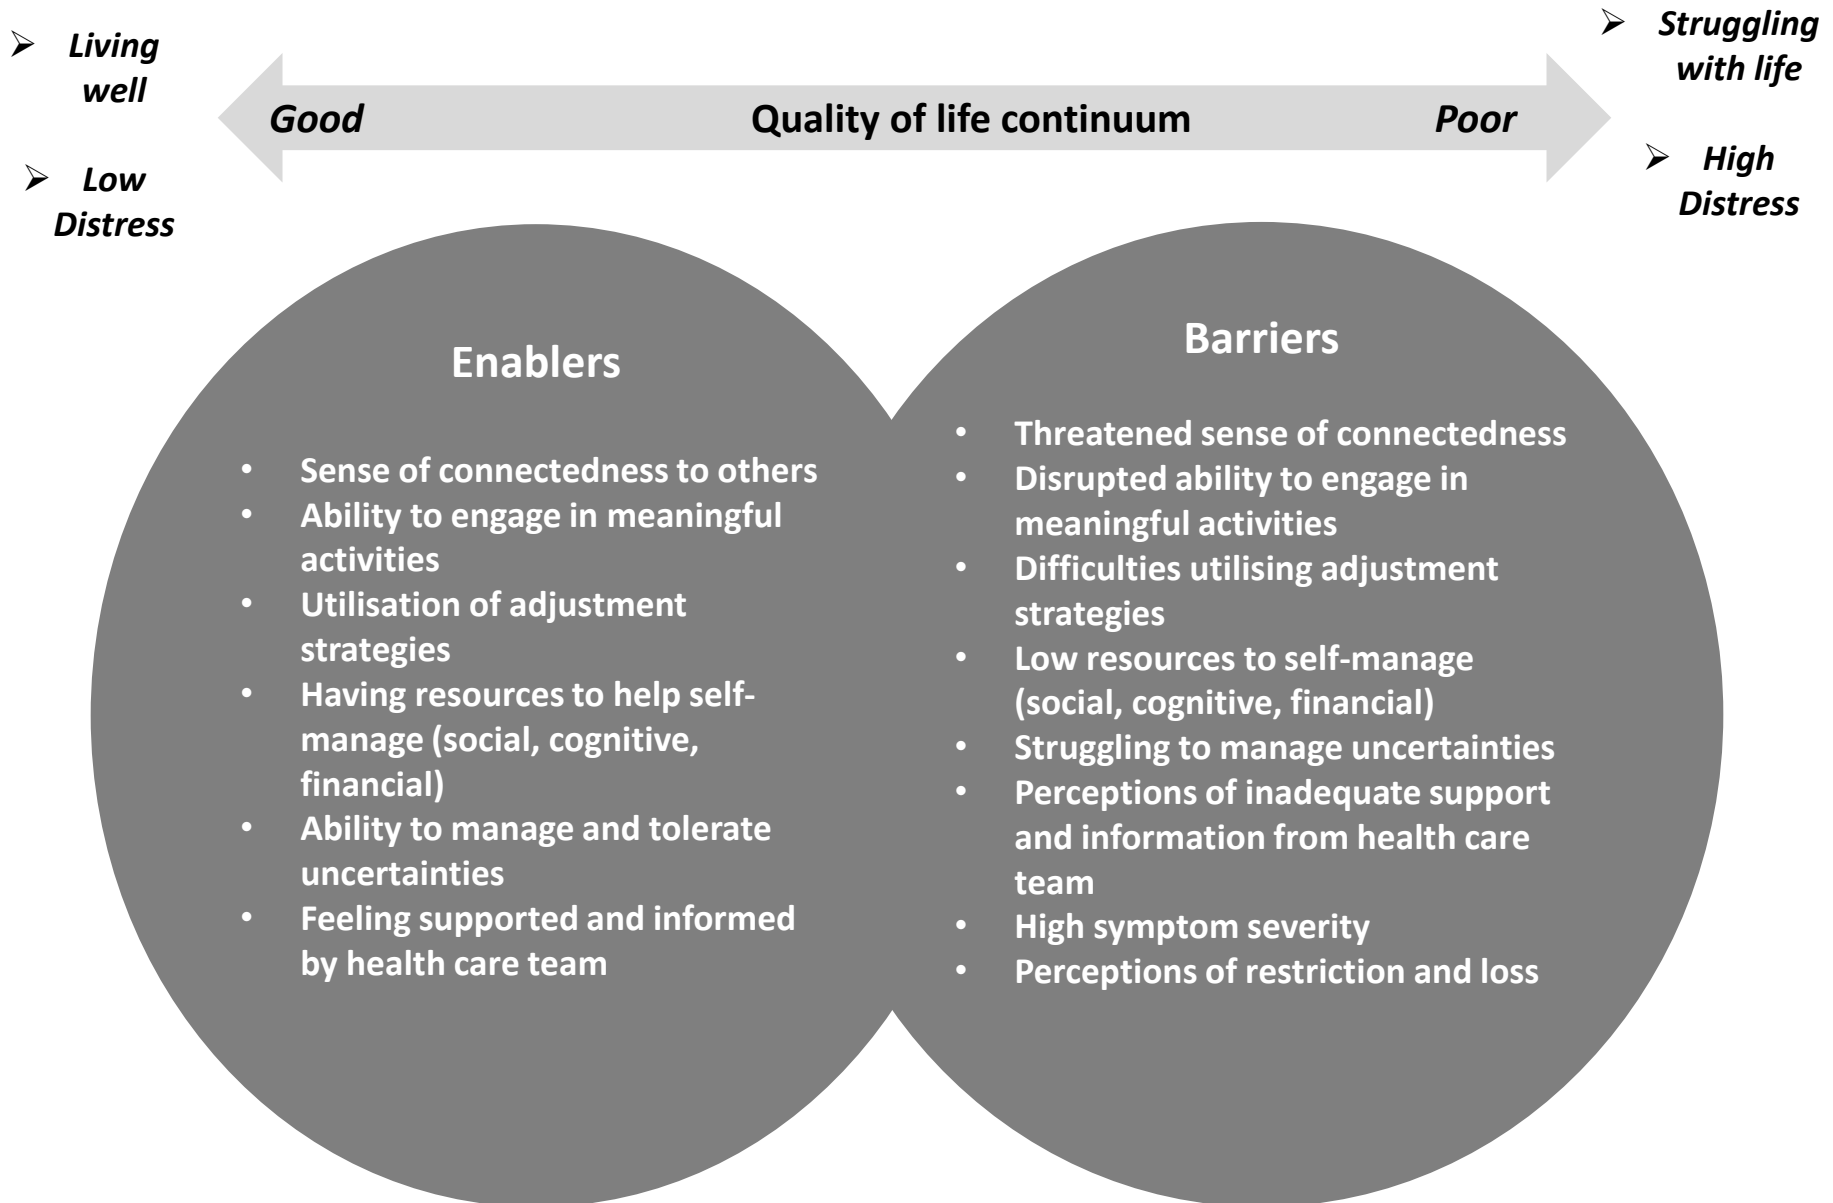 ➢ Living
well
➢ Low
Distress
Good Quality of life continuum Poor
➢ Struggling
with life
➢ High
Distress
Enablers
• Sense of connectedness to others
• Ability to engage in meaningful
activities
• Utilisation of adjustment
strategies
• Having resources to help self-
manage (social, cognitive,
financial)
• Ability to manage and tolerate
uncertainties
• Feeling supported and informed
by health care team
Barriers
• Threatened sense of connectedness
• Disrupted ability to engage in
meaningful activities
• Difficulties utilising adjustment
strategies
• Low resources to self-manage
(social, cognitive, financial)
• Struggling to manage uncertainties
• Perceptions of inadequate support
and information from health care
team
• High symptom severity
• Perceptions of restriction and loss